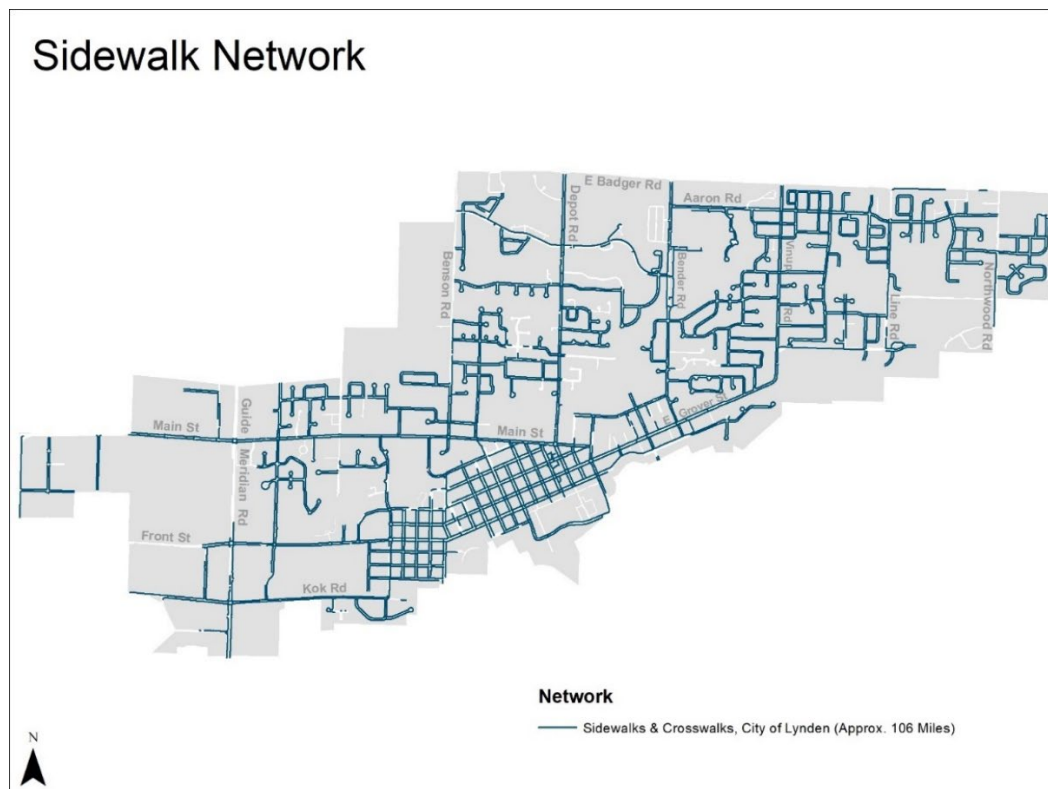 Sidewalk Network
E Badger Rd
Aaron Rd
Depot Rd
Benson Rd
Bender Rd
Rd
Line Rd
Northwood Rd
E Grover St
Main St
Guide
Meridian Rd
Main St
Front St
Kok Rd
Network
Sidewalks & Crosswalks, City of Lynden (Approx. 106 Miles)
N